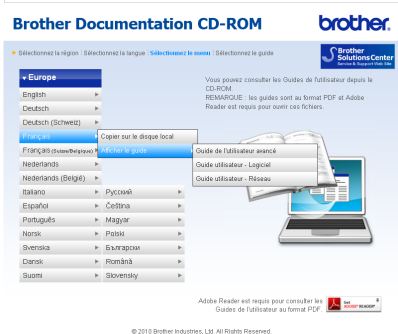 Brother Documentation CD-ROM
brother.
Sélectionnez la région | Sélectionnez la langue | Sélectionnez le menu | Sélectionnez le guide
Brother
SolutionsCenter
Service & Support Web Site
Europe
Vous pouvez consulter les Guides de l'utilisateur depuis le
CD-ROM.
REMARQUE : les guides sont au format PDF et Adobe
Reader est requis pour ouvrir ces fichiers.
English
Deutsch
Deutsch (Schweiz)
Français
Copier sur le disque local
Français (Suisse/Belgique)
Afficher le guide
Guide de l'utilisateur avancé
Guide utilisateur - Logiciel
Guide utilisateur - Réseau
Nederlands
Nederlands (België)
Italiano
Русский
Español
Čeština
Português
Magyar
Norsk
Polski
Svenska
Български
Dansk
Română
Suomi
Slovensky
Adobe Reader est requis pour consulter les
Guides de l'utilisateur au format PDF.
Get
ADOBE® READER®
© 2010 Brother Industries, Ltd. All Rights Reserved.